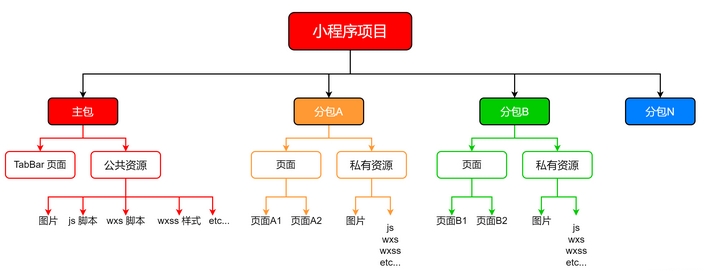 小程序项目
主包
分包A
分包B
分包N
TabBar 页面
公共资源
页面
私有资源
页面
私有资源
图片
js 脚本
wxs 脚本
wxss 样式
etc...
页面A1
页面A2
图片
js
wxs
wxss
etc...
页面B1
页面B2
图片
js
wxs
wxss
etc...